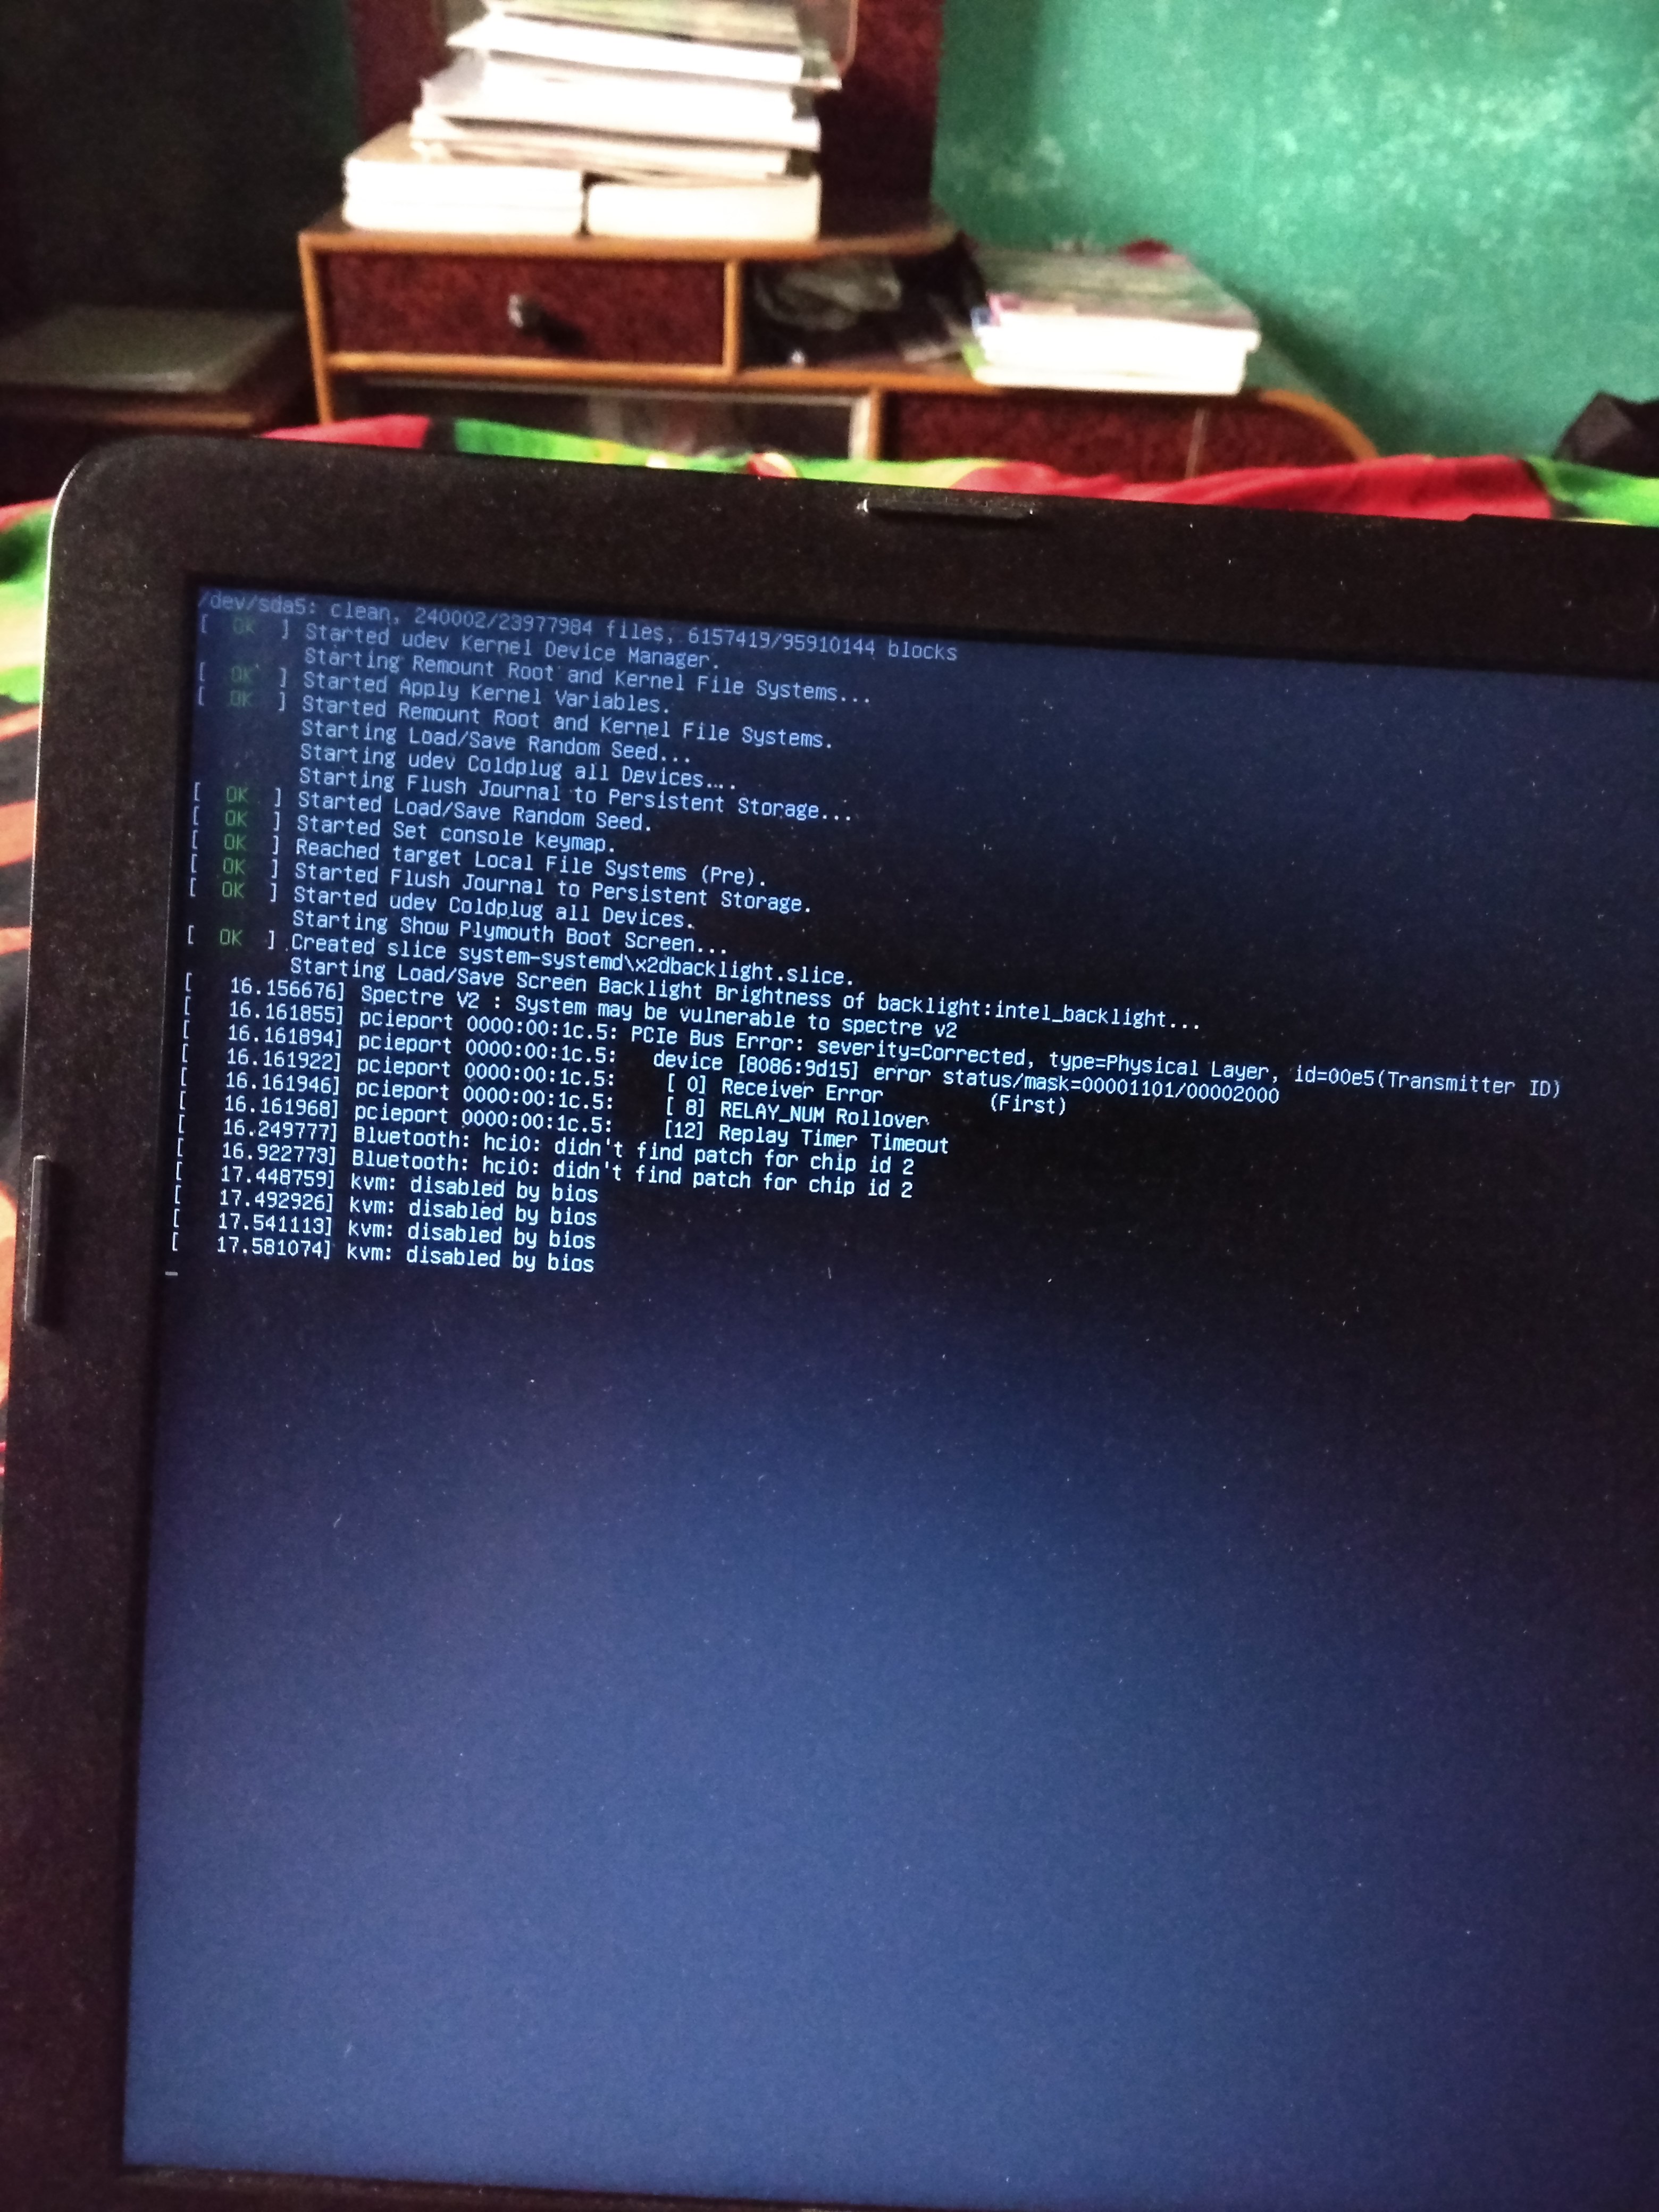 /dev/sda5: clean, 240002/23977984 files, 6157419/95910144 blocks
[ OK ] Started udev Kernel Device Manager.
Starting Remount Root and Kernel File Systems...
[ OK ] Started Apply Kernel Variables.
[ OK ] Started Remount Root and Kernel File Systems.
Starting Load/Save Random Seed...
Starting udev Coldplug all Devices...
Starting Flush Journal to Persistent Storage...
[ OK ] Started Load/Save Random Seed.
[ OK ] Started Set console keymap.
[ OK ] Reached target Local File Systems (Pre).
[ OK ] Started Flush Journal to Persistent Storage.
[ OK ] Started udev Coldplug all Devices.
Starting Show Plymouth Boot Screen...
[ OK ] Created slice system-systemd\x2dbacklight.slice.
Starting Load/Save Screen Backlight Brightness of backlight:intel_backlight...
[ 16.156676] Spectre V2 : System may be vulnerable to spectre v2
[ 16.161855] pcieport 0000:00:1c.5: PCIe Bus Error: severity=Corrected, type=Physical Layer, id=00e5(Transmitter ID)
[ 16.161894] pcieport 0000:00:1c.5: device [8086:9d15] error status/mask=00001101/00002000
[ 16.161922] pcieport 0000:00:1c.5: [ 0] Receiver Error (First)
[ 16.161946] pcieport 0000:00:1c.5: [ 8] RELAY_NUM Rollover
[ 16.161968] pcieport 0000:00:1c.5: [12] Replay Timer Timeout
[ 16.249777] Bluetooth: hci0: didn't find patch for chip id 2
[ 16.922773] Bluetooth: hci0: didn't find patch for chip id 2
[ 17.448759] kvm: disabled by bios
[ 17.492926] kvm: disabled by bios
[ 17.541113] kvm: disabled by bios
[ 17.581074] kvm: disabled by bios